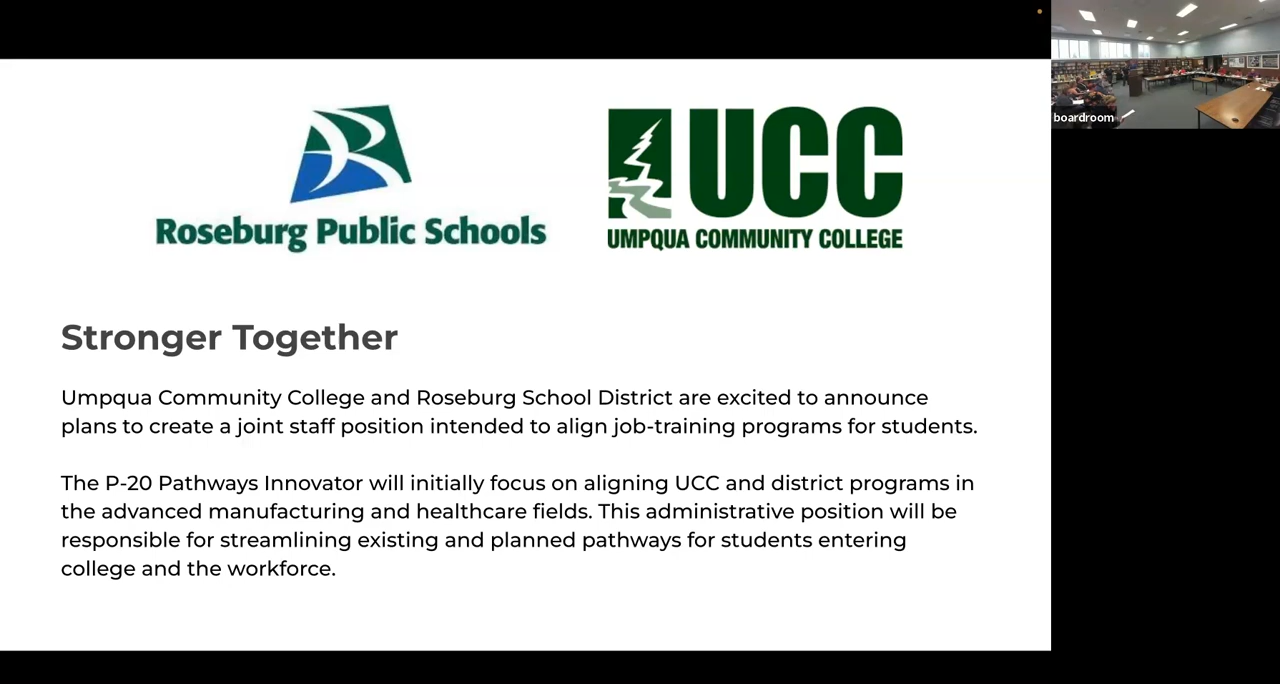 boardroom
Roseburg Public Schools
UCC
UMPQUA COMMUNITY COLLEGE
Stronger Together
Umpqua Community College and Roseburg School District are excited to announce
plans to create a joint staff position intended to align job-training programs for students.
The P-20 Pathways Innovator will initially focus on aligning UCC and district programs in
the advanced manufacturing and healthcare fields. This administrative position will be
responsible for streamlining existing and planned pathways for students entering
college and the workforce.